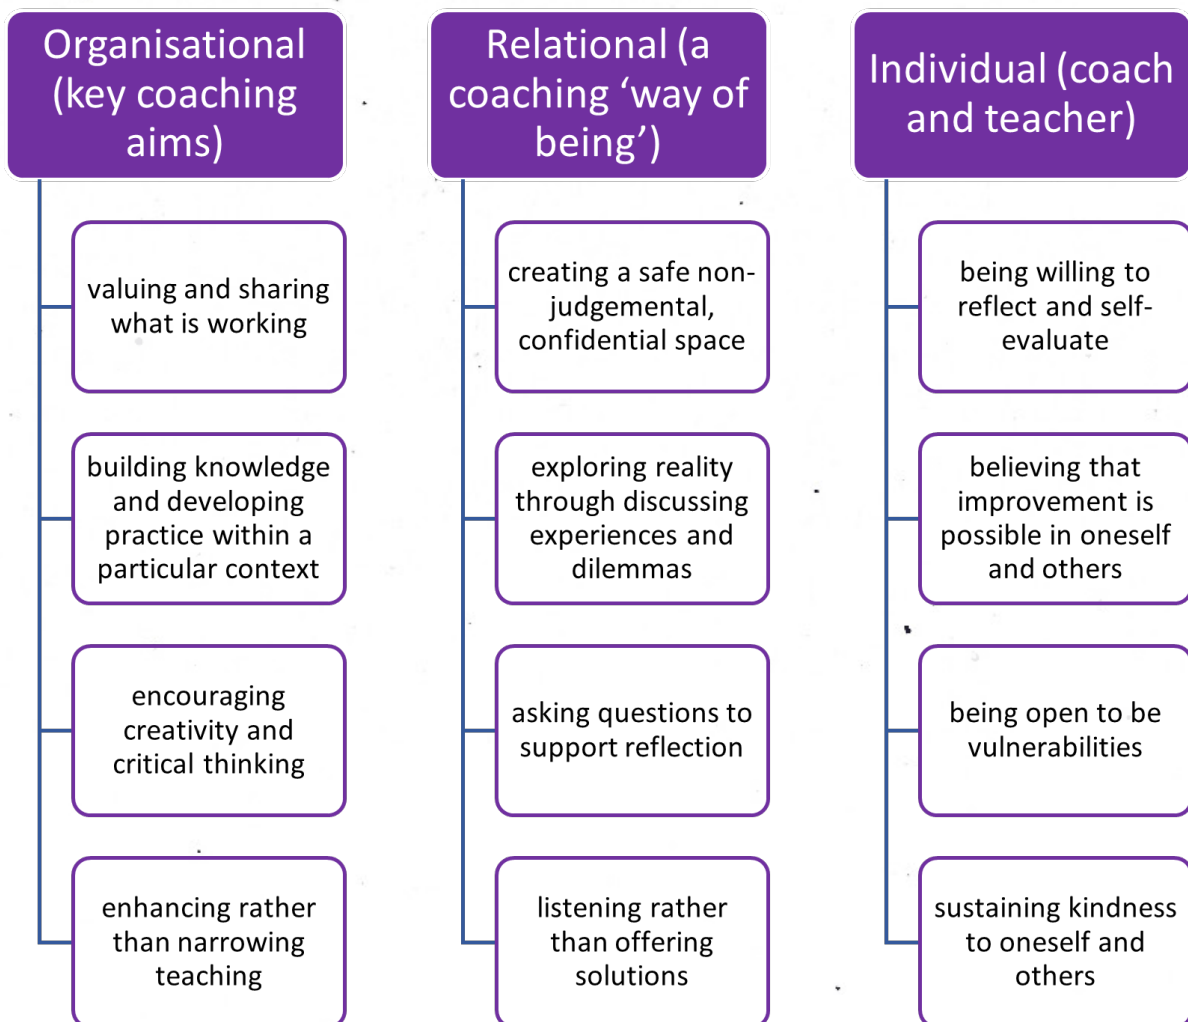 Organisational
(key coaching
aims)
valuing and sharing
what is working
building knowledge
and developing
practice within a
particular context
encouraging
creativity and
critical thinking
enhancing rather
than narrowing
teaching
Relational (a
coaching ‘way of
being’)
creating a safe non-
judgemental,
confidential space
exploring reality
through discussing
experiences and
dilemmas
asking questions to
support reflection
listening rather
than offering
solutions
Individual (coach
and teacher)
being willing to
reflect and self-
evaluate
believing that
improvement is
possible in oneself
and others
being open to be
vulnerabilities
sustaining kindness
to oneself and
others